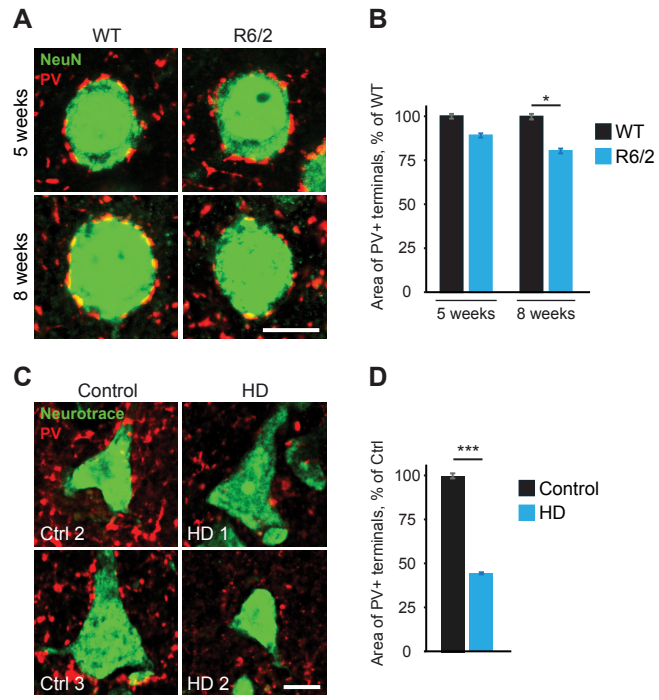 A
WT
R6/2
NeuN
PV
5 weeks
8 weeks
B
Area of PV+ terminals, % of WT
100
75
50
25
0
*
WT
R6/2
5 weeks
8 weeks
C
Control
HD
Neurotrace
PV
Ctrl 2
HD 1
Ctrl 3
HD 2
D
Area of PV+ terminals, % of Ctrl
100
75
50
25
0
***
Control
HD